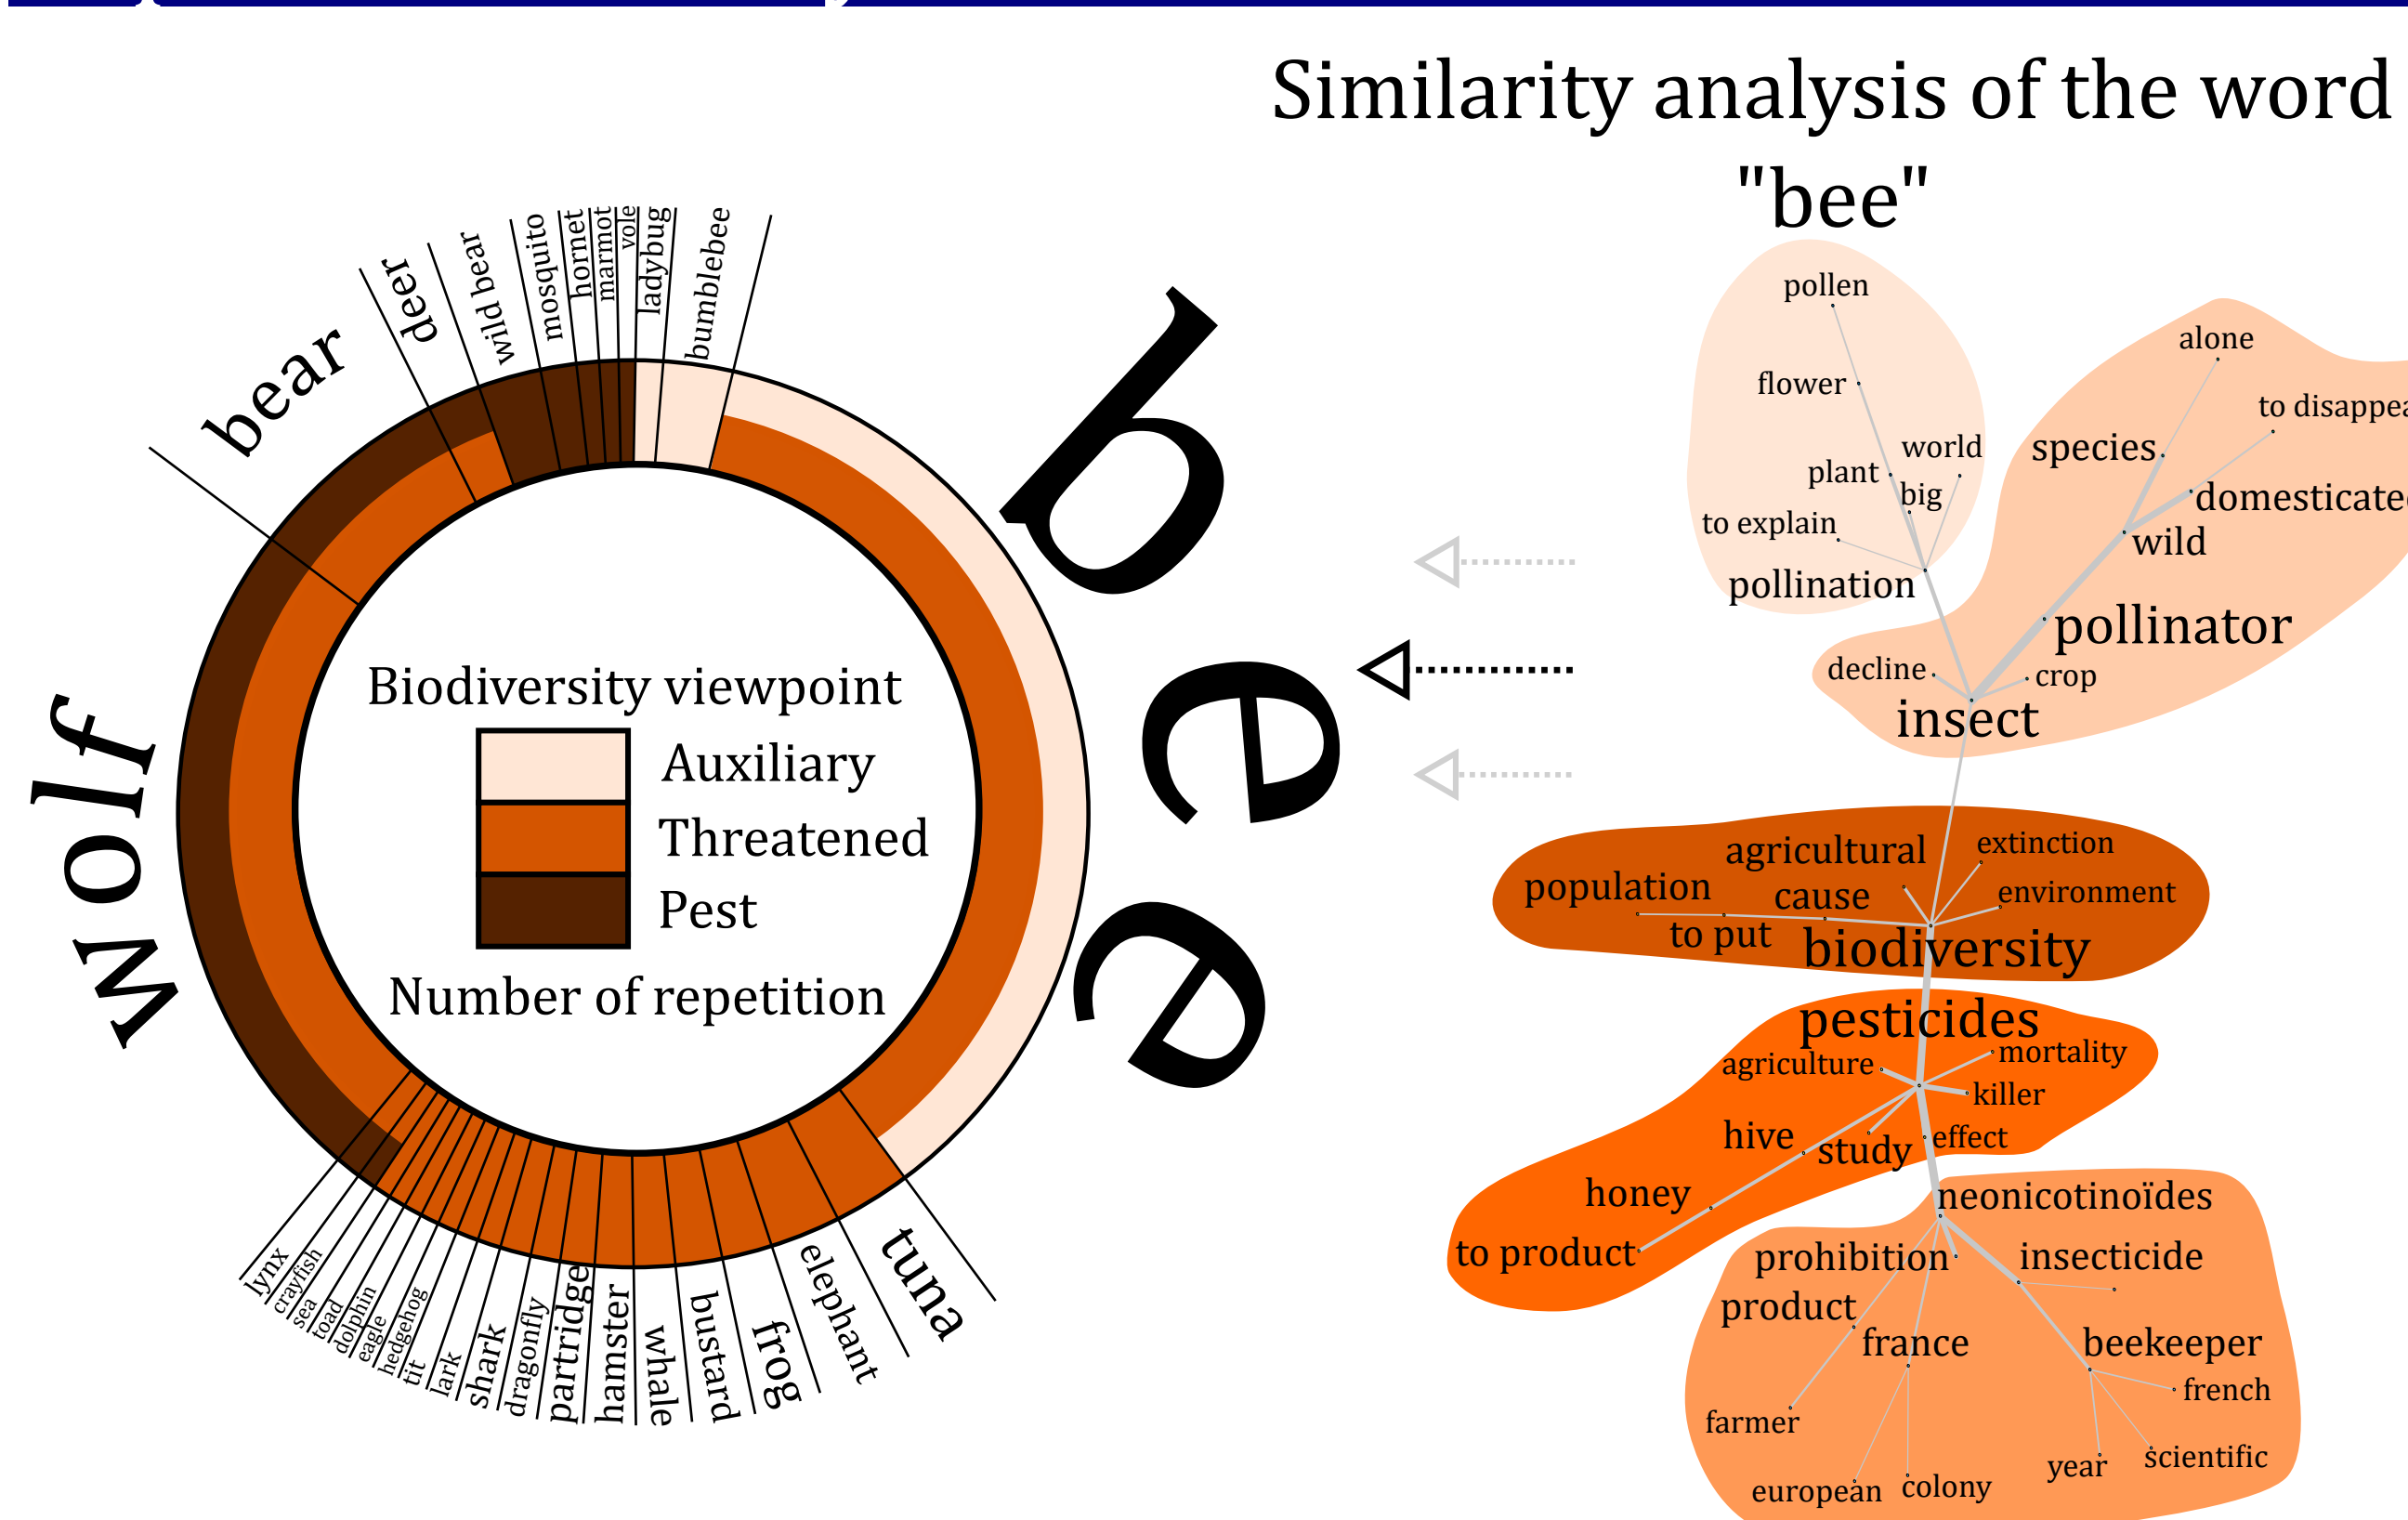 Similarity analysis of the word
"bee"
bear
deer
wild bear
mosquito
hornet
marmot
vole
ladybug
bumblebee
bee
tuna
elephant
frog
bustard
whale
hamster
partridge
dragonfly
shark
lark
tit
hedgehog
eagle
dolphin
toad
sea
crayfish
lynx
wolf
Biodiversity viewpoint
Auxiliary
Threatened
Pest
Number of repetition
pollen
flower
world
plant
big
to explain
pollination
alone
to disappea
species
domesticated
wild
pollinator
decline
crop
insect
agricultural
extinction
population
cause
environment
to put
biodiversity
pesticides
agriculture
mortality
killer
hive
study
effect
honey
to product
neonicotinoïdes
prohibition
insecticide
product
france
beekeeper
french
farmer
year
scientific
european
colony